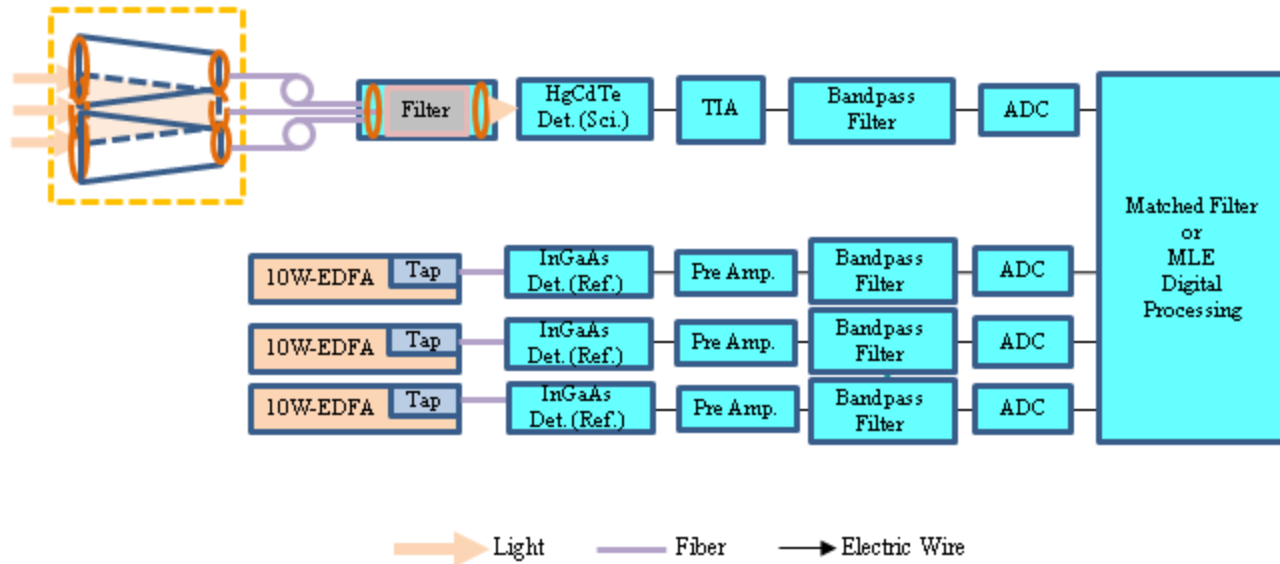 Filter
HgCdTe
Det.(Sci.)
TIA
Bandpass
Filter
ADC
Matched Filter
or
MLE
Digital
Processing
10W-EDFA
Tap
InGaAs
Det.(Ref.)
Pre Amp.
Bandpass
Filter
ADC
10W-EDFA
Tap
InGaAs
Det.(Ref.)
Pre Amp.
Bandpass
Filter
ADC
10W-EDFA
Tap
InGaAs
Det.(Ref.)
Pre Amp.
Bandpass
Filter
ADC
Light
Fiber
Electric Wire